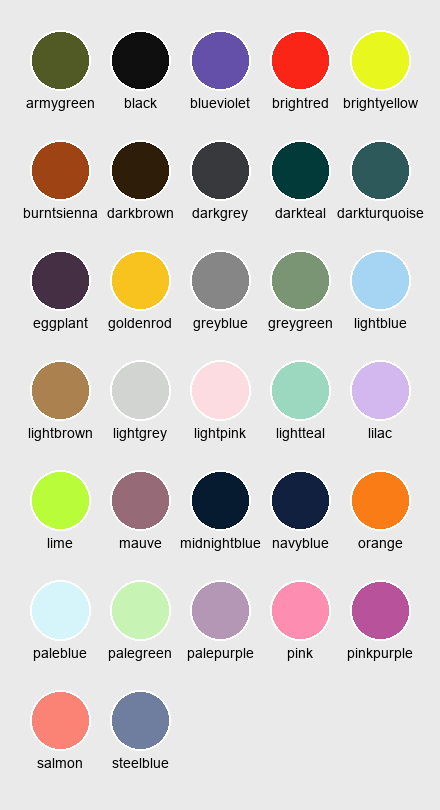 armygreen black blueviolet brightred brightyellow
burntsienna darkbrown darkgrey darkteal darkturquoise
eggplant goldenrod greyblue greygreen lightblue
lightbrown lightgrey lightpink lightteal lilac
lime mauve midnightblue navyblue orange
paleblue palegreen palepurple pink pinkpurple
salmon steelblue